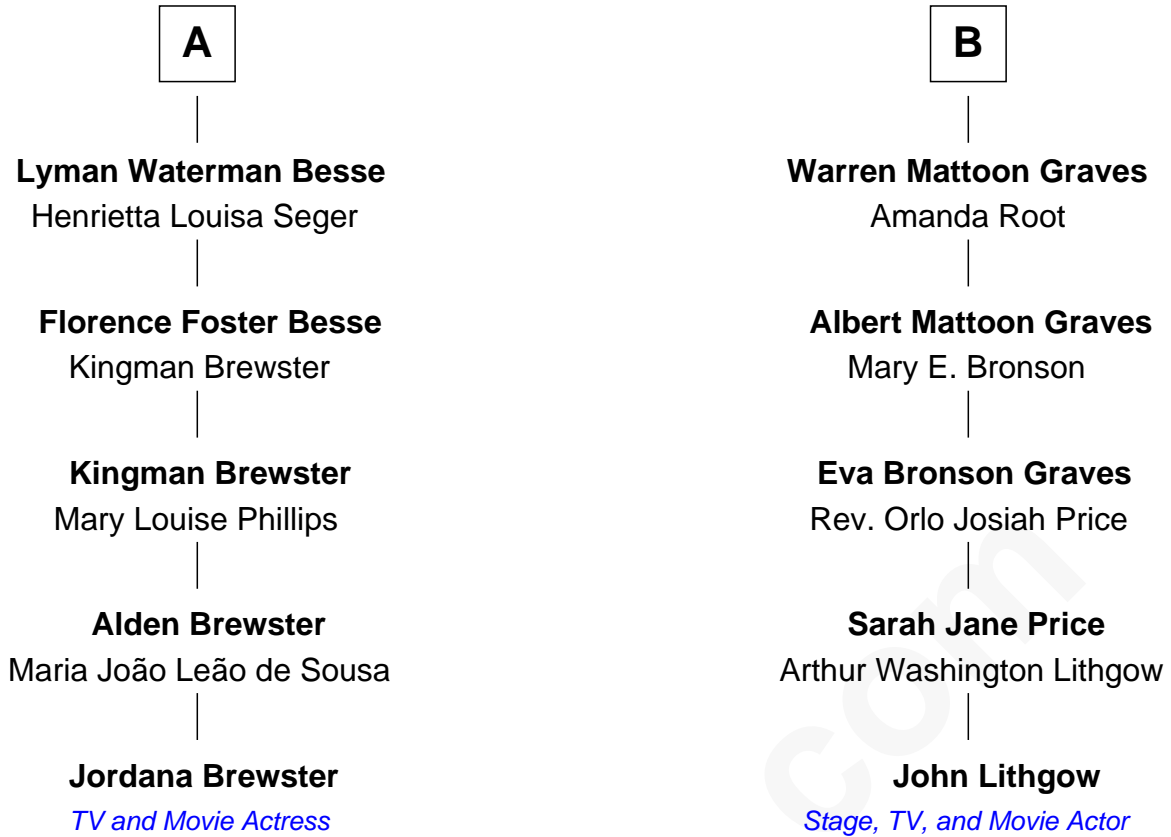 A
Lyman Waterman Besse
Henrietta Louisa Seger
Florence Foster Besse
Kingman Brewster
Kingman Brewster
Mary Louise Phillips
Alden Brewster
Maria João Leão de Sousa
Jordana Brewster
TV and Movie Actress
B
Warren Mattoon Graves
Amanda Root
Albert Mattoon Graves
Mary E. Bronson
Eva Bronson Graves
Rev. Orlo Josiah Price
Sarah Jane Price
Arthur Washington Lithgow
John Lithgow
Stage, TV, and Movie Actor
com